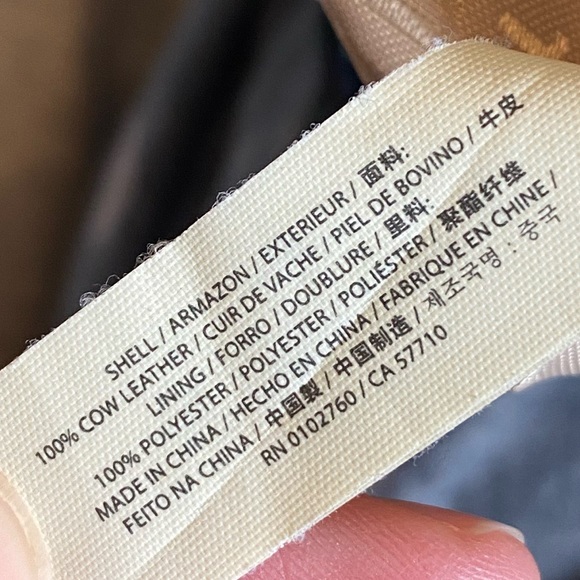 SHELL / ARMAZON / EXTERIEUR / 面料:
100% COW LEATHER / CUIR DE VACHE / PIEL DE BOVINO / 牛皮
LINING / FORRO / DOUBLURE / 里料:
100% POLYESTER / POLYESTER / POLIESTER / 聚酯纤维
MADE IN CHINA / HECHO EN CHINA / FABRIQUE EN CHINE /
FEITO NA CHINA / 中国製 / 中国制造 / 제조국명 : 중국
RN 0102760 / CA 57710